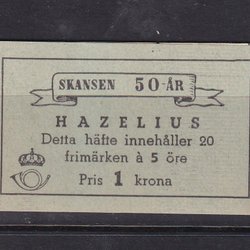 SKANSEN 50-ÅR
HAZELIUS
Detta häfte innehåller 20
frimärken à 5 öre
Pris 1 krona